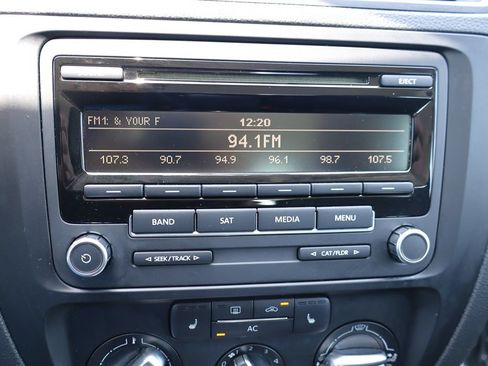 EJECT
FM1: & YOUR F 12:20
94.1FM
107.3 90.7 94.9 96.1 98.7 107.5
BAND SAT MEDIA MENU
SEEK/TRACK CAT/FLDR
AC